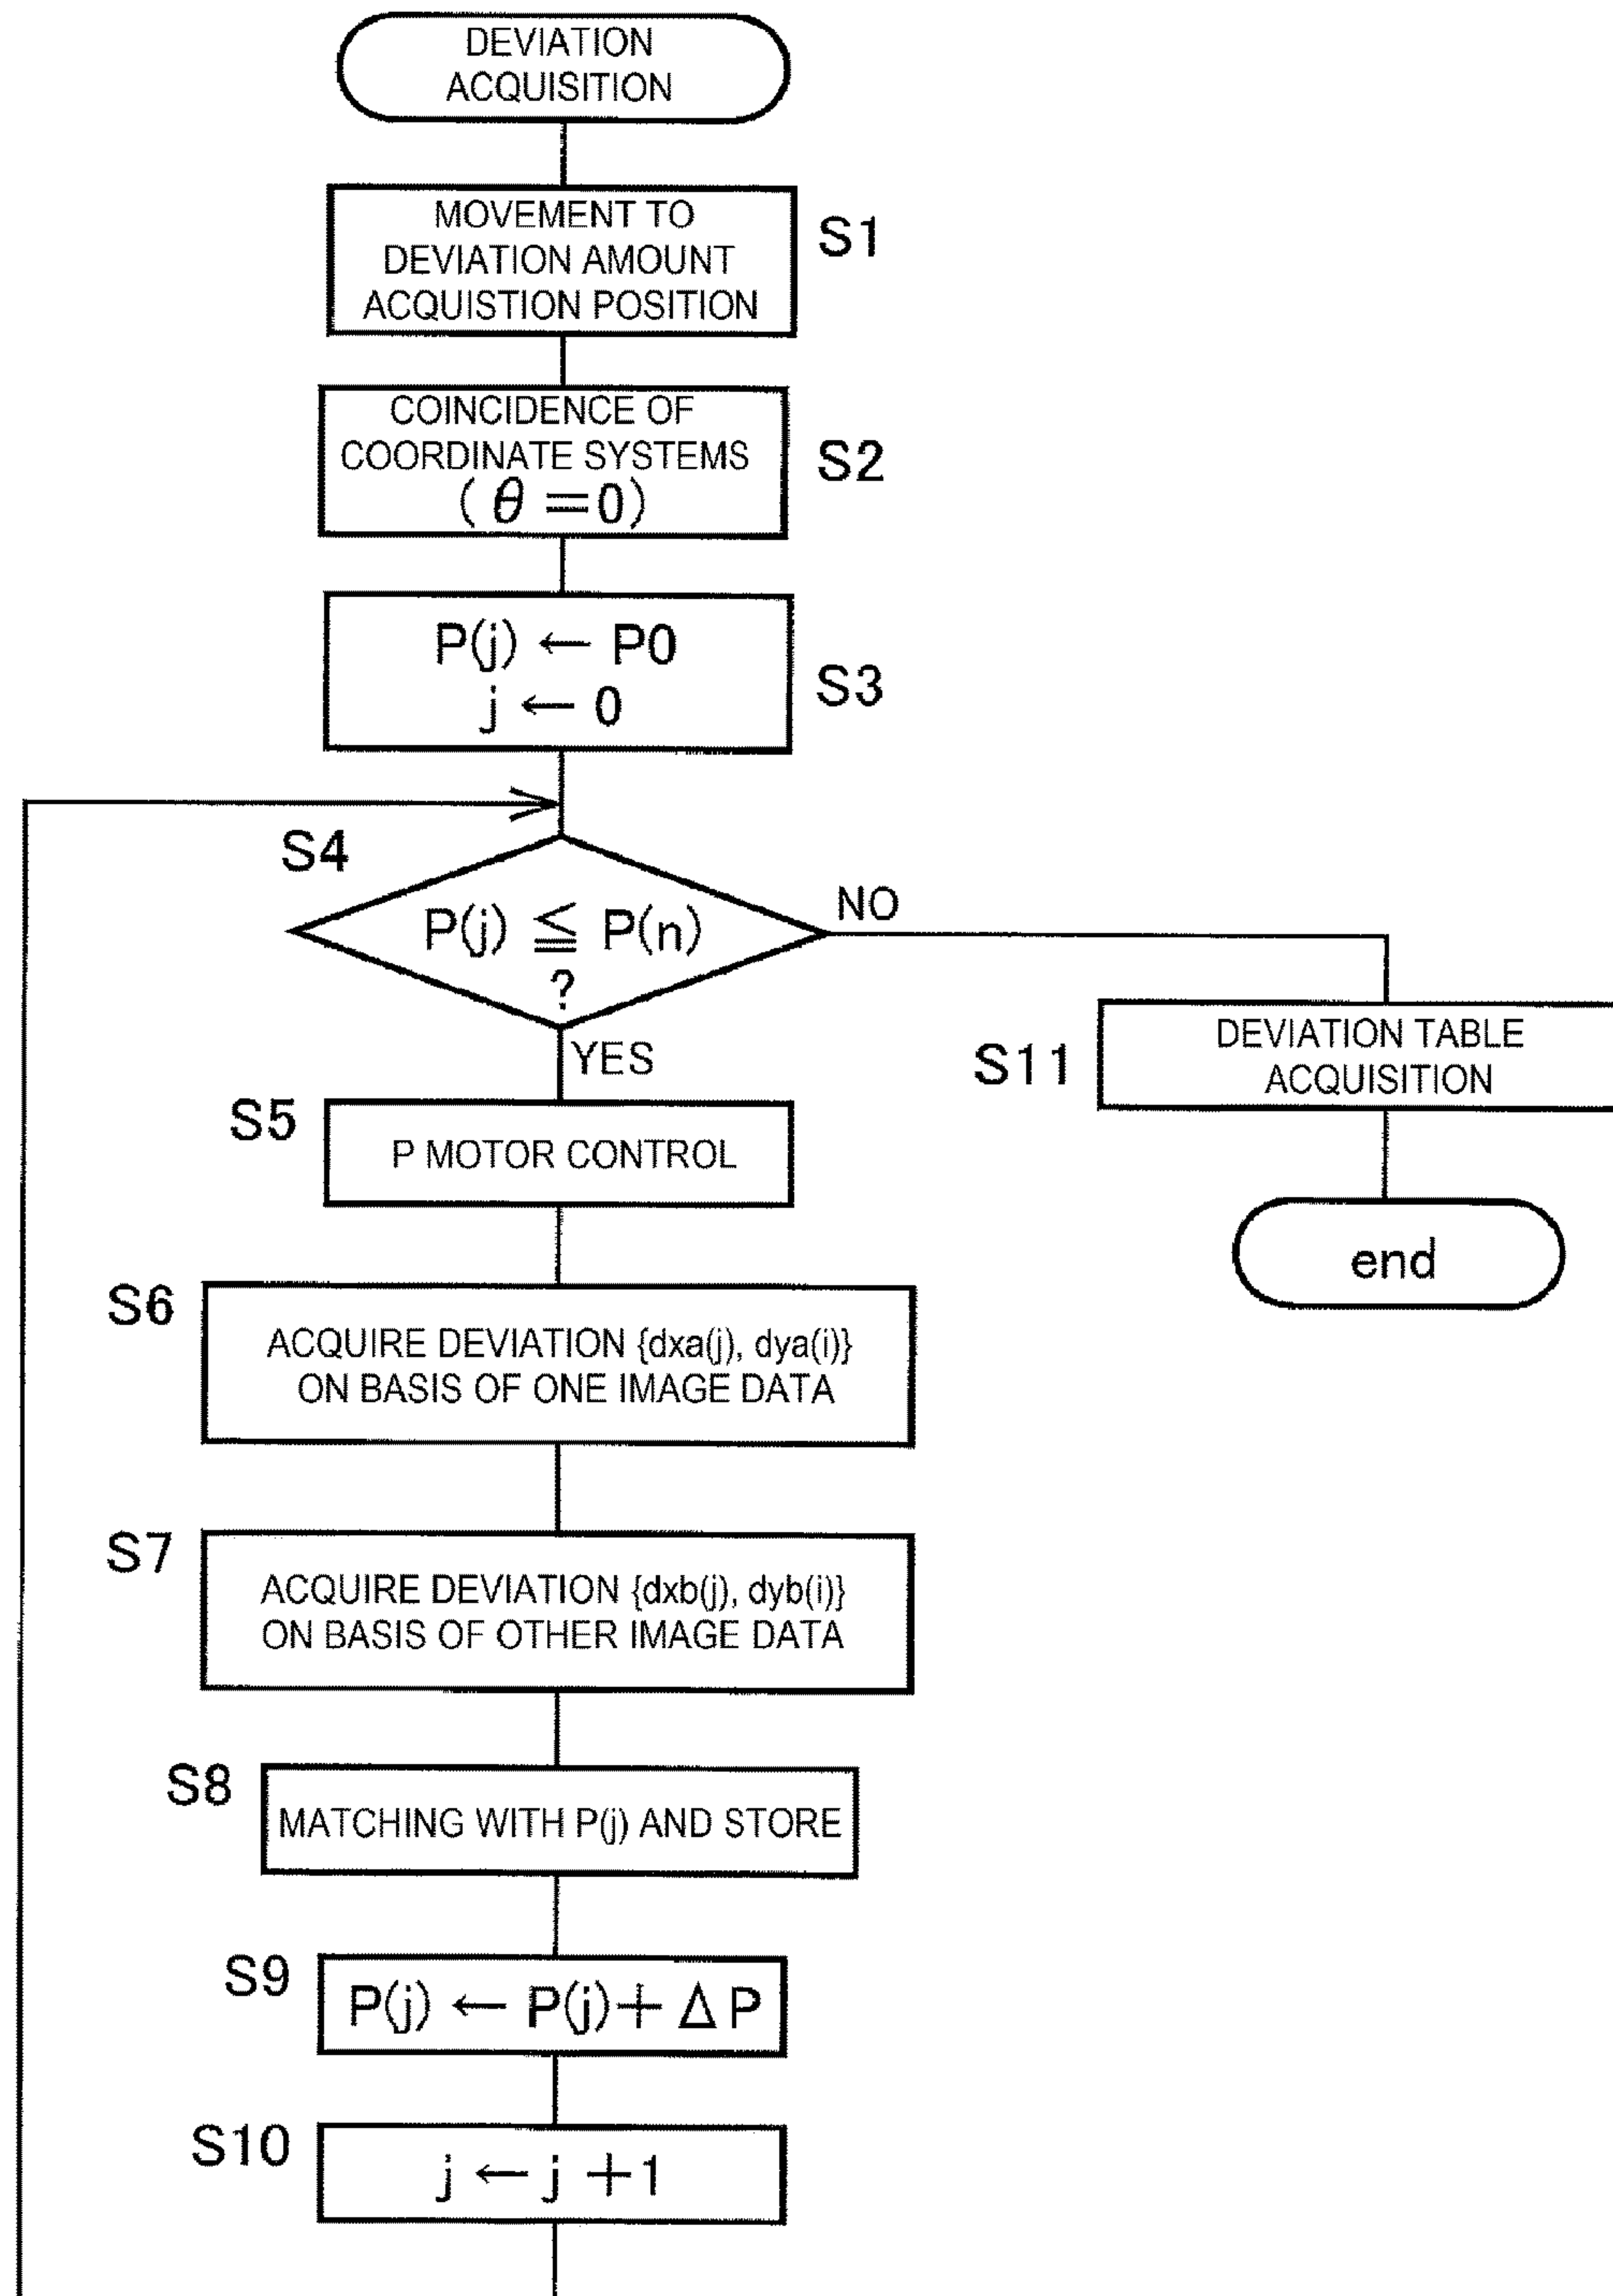 DEVIATION
ACQUISITION
MOVEMENT TO
DEVIATION AMOUNT
ACQUISTION POSITION
S1
COINCIDENCE OF
COORDINATE SYSTEMS
( θ =0)
S2
P(j) ← P0
j ← 0
S3
S4
P(j) ≦ P(n)
?
NO
YES
S11
DEVIATION TABLE
ACQUISITION
end
S5
P MOTOR CONTROL
S6
ACQUIRE DEVIATION {dxa(j), dya(i)}
ON BASIS OF ONE IMAGE DATA
S7
ACQUIRE DEVIATION {dxb(j), dyb(i)}
ON BASIS OF OTHER IMAGE DATA
S8
MATCHING WITH P(j) AND STORE
S9
P(j) ← P(j)+ Δ P
S10
j ← j +1